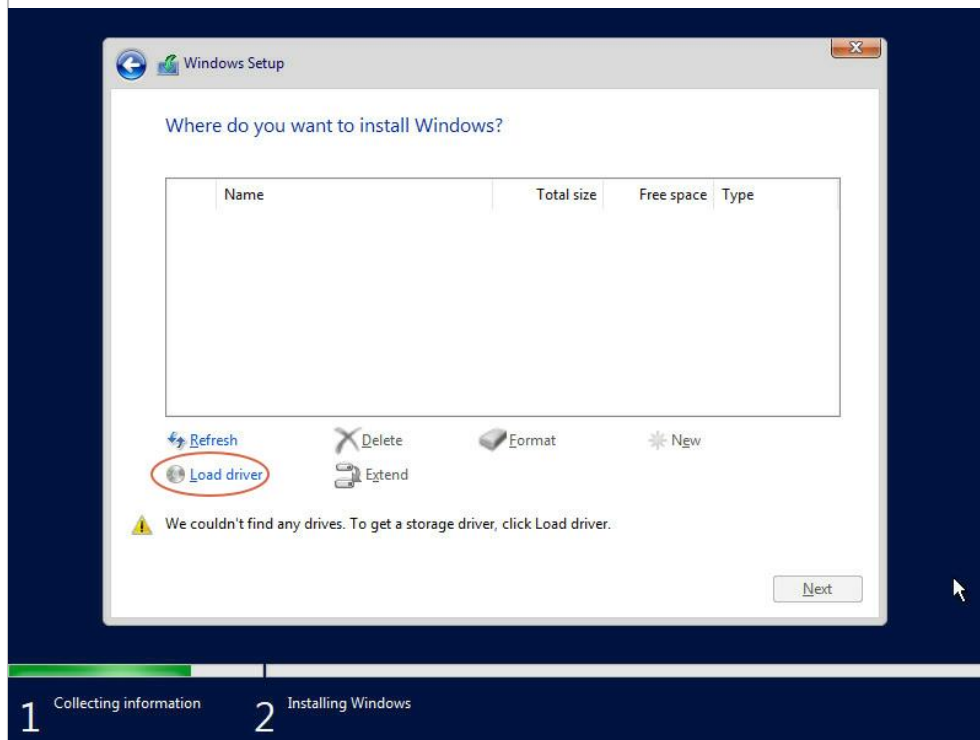 Windows Setup
Where do you want to install Windows?
Name Total size Free space Type
Refresh Delete Format New
Load driver Extend
We couldn't find any drives. To get a storage driver, click Load driver.
Next
1 Collecting information 2 Installing Windows